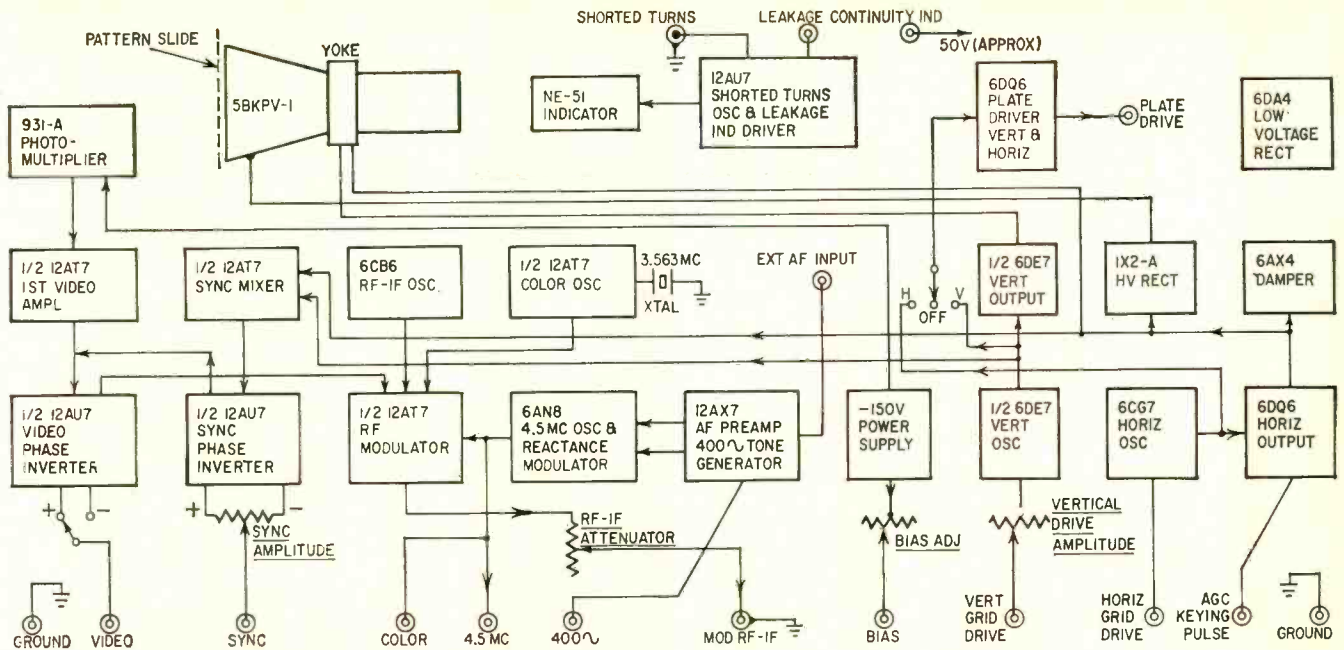 SHORTED TURNS
LEAKAGE CONTINUITY IND
50V (APPROX)
PATTERN SLIDE
YOKE
5BKPV-1
NE-51
INDICATOR
12AU7
SHORTED TURNS
OSC & LEAKAGE
IND DRIVER
6DQ6
PLATE
DRIVER
VERT &
HORIZ
PLATE
DRIVE
6DA4
LOW
VOLTAGE
RECT
931-A
PHOTO-
MULTIPLIER
1/2 12AT7
1ST VIDEO
AMPL
1/2 12AT7
SYNC MIXER
6CB6
RF-IF OSC
1/2 12AT7
COLOR OSC
3.563MC
XTAL
EXT AF INPUT
H
OFF
V
1/2 6DE7
VERT
OUTPUT
1X2-A
HV RECT
6AX4
DAMPER
1/2 12AU7
VIDEO
PHASE
INVERTER
1/2 12AU7
SYNC
PHASE
INVERTER
1/2 12AT7
RF
MODULATOR
6AN8
4.5 MC OSC &
REACTANCE
MODULATOR
12AX7
AF PREAMP
400∿ TONE
GENERATOR
-150V
POWER
SUPPLY
1/2 6DE7
VERT
OSC
6CG7
HORIZ
OSC
6DQ6
HORIZ
OUTPUT
+ -
+ -
SYNC
AMPLITUDE
RF-IF
ATTENUATOR
BIAS ADJ
VERTICAL
DRIVE
AMPLITUDE
GROUND
VIDEO
SYNC
COLOR
4.5 MC
400∿
MOD RF-IF
BIAS
VERT
GRID
DRIVE
HORIZ
GRID
DRIVE
AGC
KEYING
PULSE
GROUND